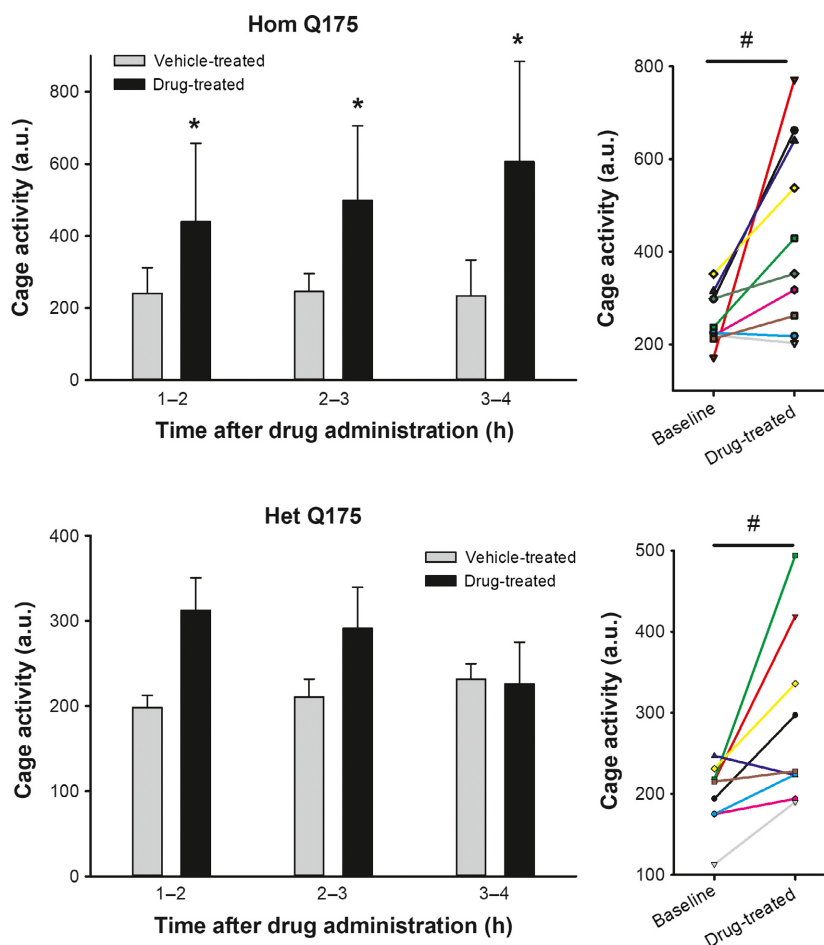 Hom Q175
Vehicle-treated
Drug-treated
*
*
*
Cage activity (a.u.)
800
600
400
200
0
1–2
2–3
3–4
Time after drug administration (h)
#
Cage activity (a.u.)
800
600
400
200
Baseline
Drug-treated
Het Q175
Vehicle-treated
Drug-treated
Cage activity (a.u.)
400
300
200
100
0
1–2
2–3
3–4
Time after drug administration (h)
#
Cage activity (a.u.)
500
400
300
200
100
Baseline
Drug-treated